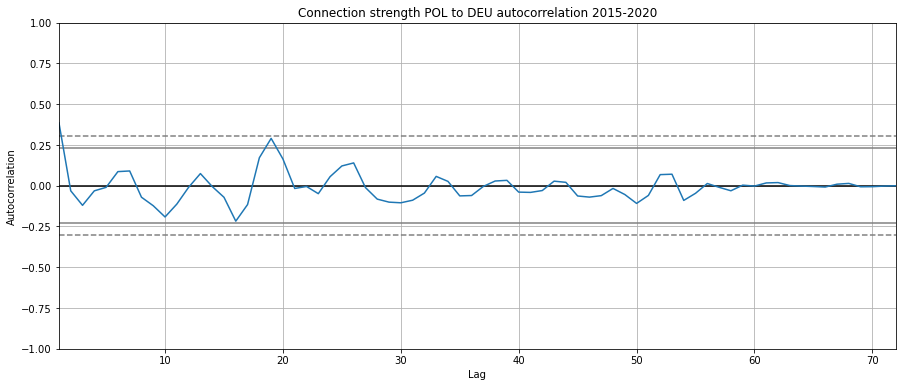 Connection strength POL to DEU autocorrelation 2015-2020
1.00
0.75
0.50
0.25
0.00
−0.25
−0.50
−0.75
−1.00
Autocorrelation
10 20 30 40 50 60 70
Lag